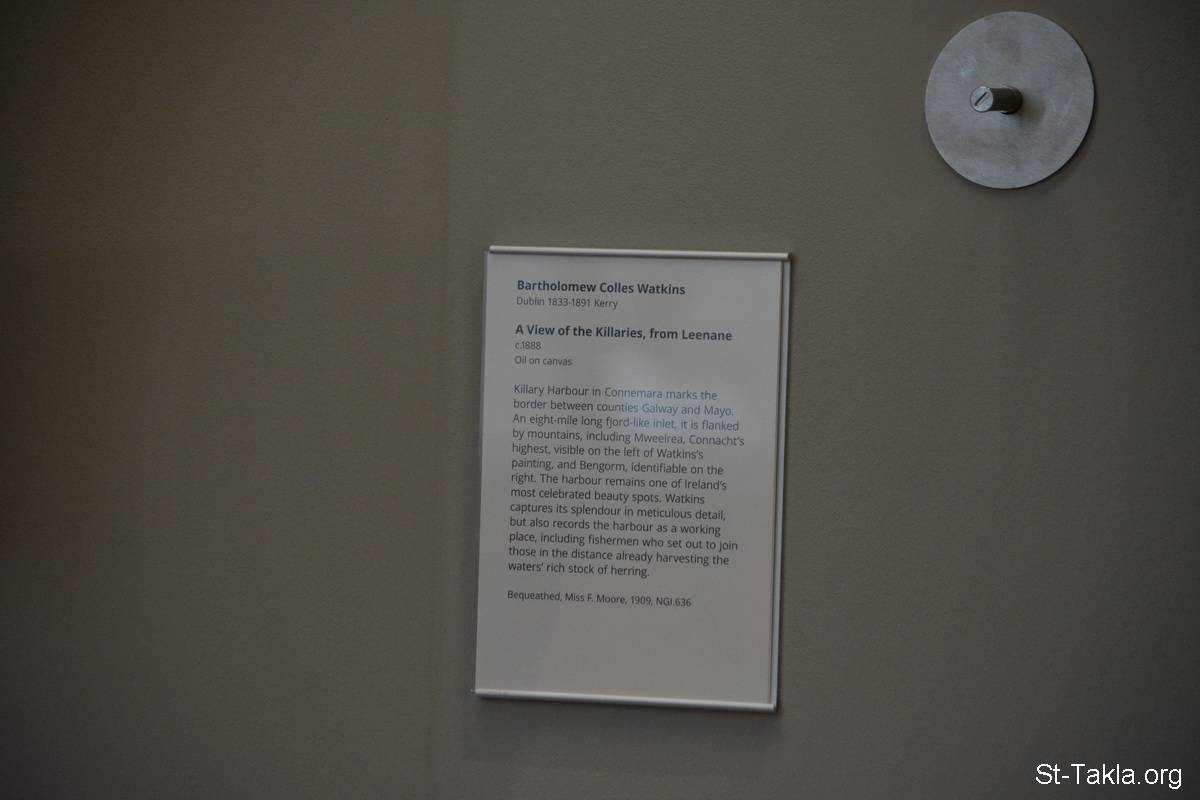 Bartholomew Colles Watkins
Dublin 1833-1891 Kerry
A View of the Killaries, from Leenane
c.1888
Oil on canvas
Killary Harbour in Connemara marks the
border between counties Galway and Mayo.
An eight-mile long fjord-like inlet, it is flanked
by mountains, including Mweelrea, Connacht's
highest, visible on the left of Watkins's
painting, and Bengorm, identifiable on the
right. The harbour remains one of Ireland's
most celebrated beauty spots. Watkins
captures its splendour in meticulous detail,
but also records the harbour as a working
place, including fishermen who set out to join
those in the distance already harvesting the
waters' rich stock of herring.
Bequeathed, Miss F. Moore, 1909, NGI.636
St-Takla.org